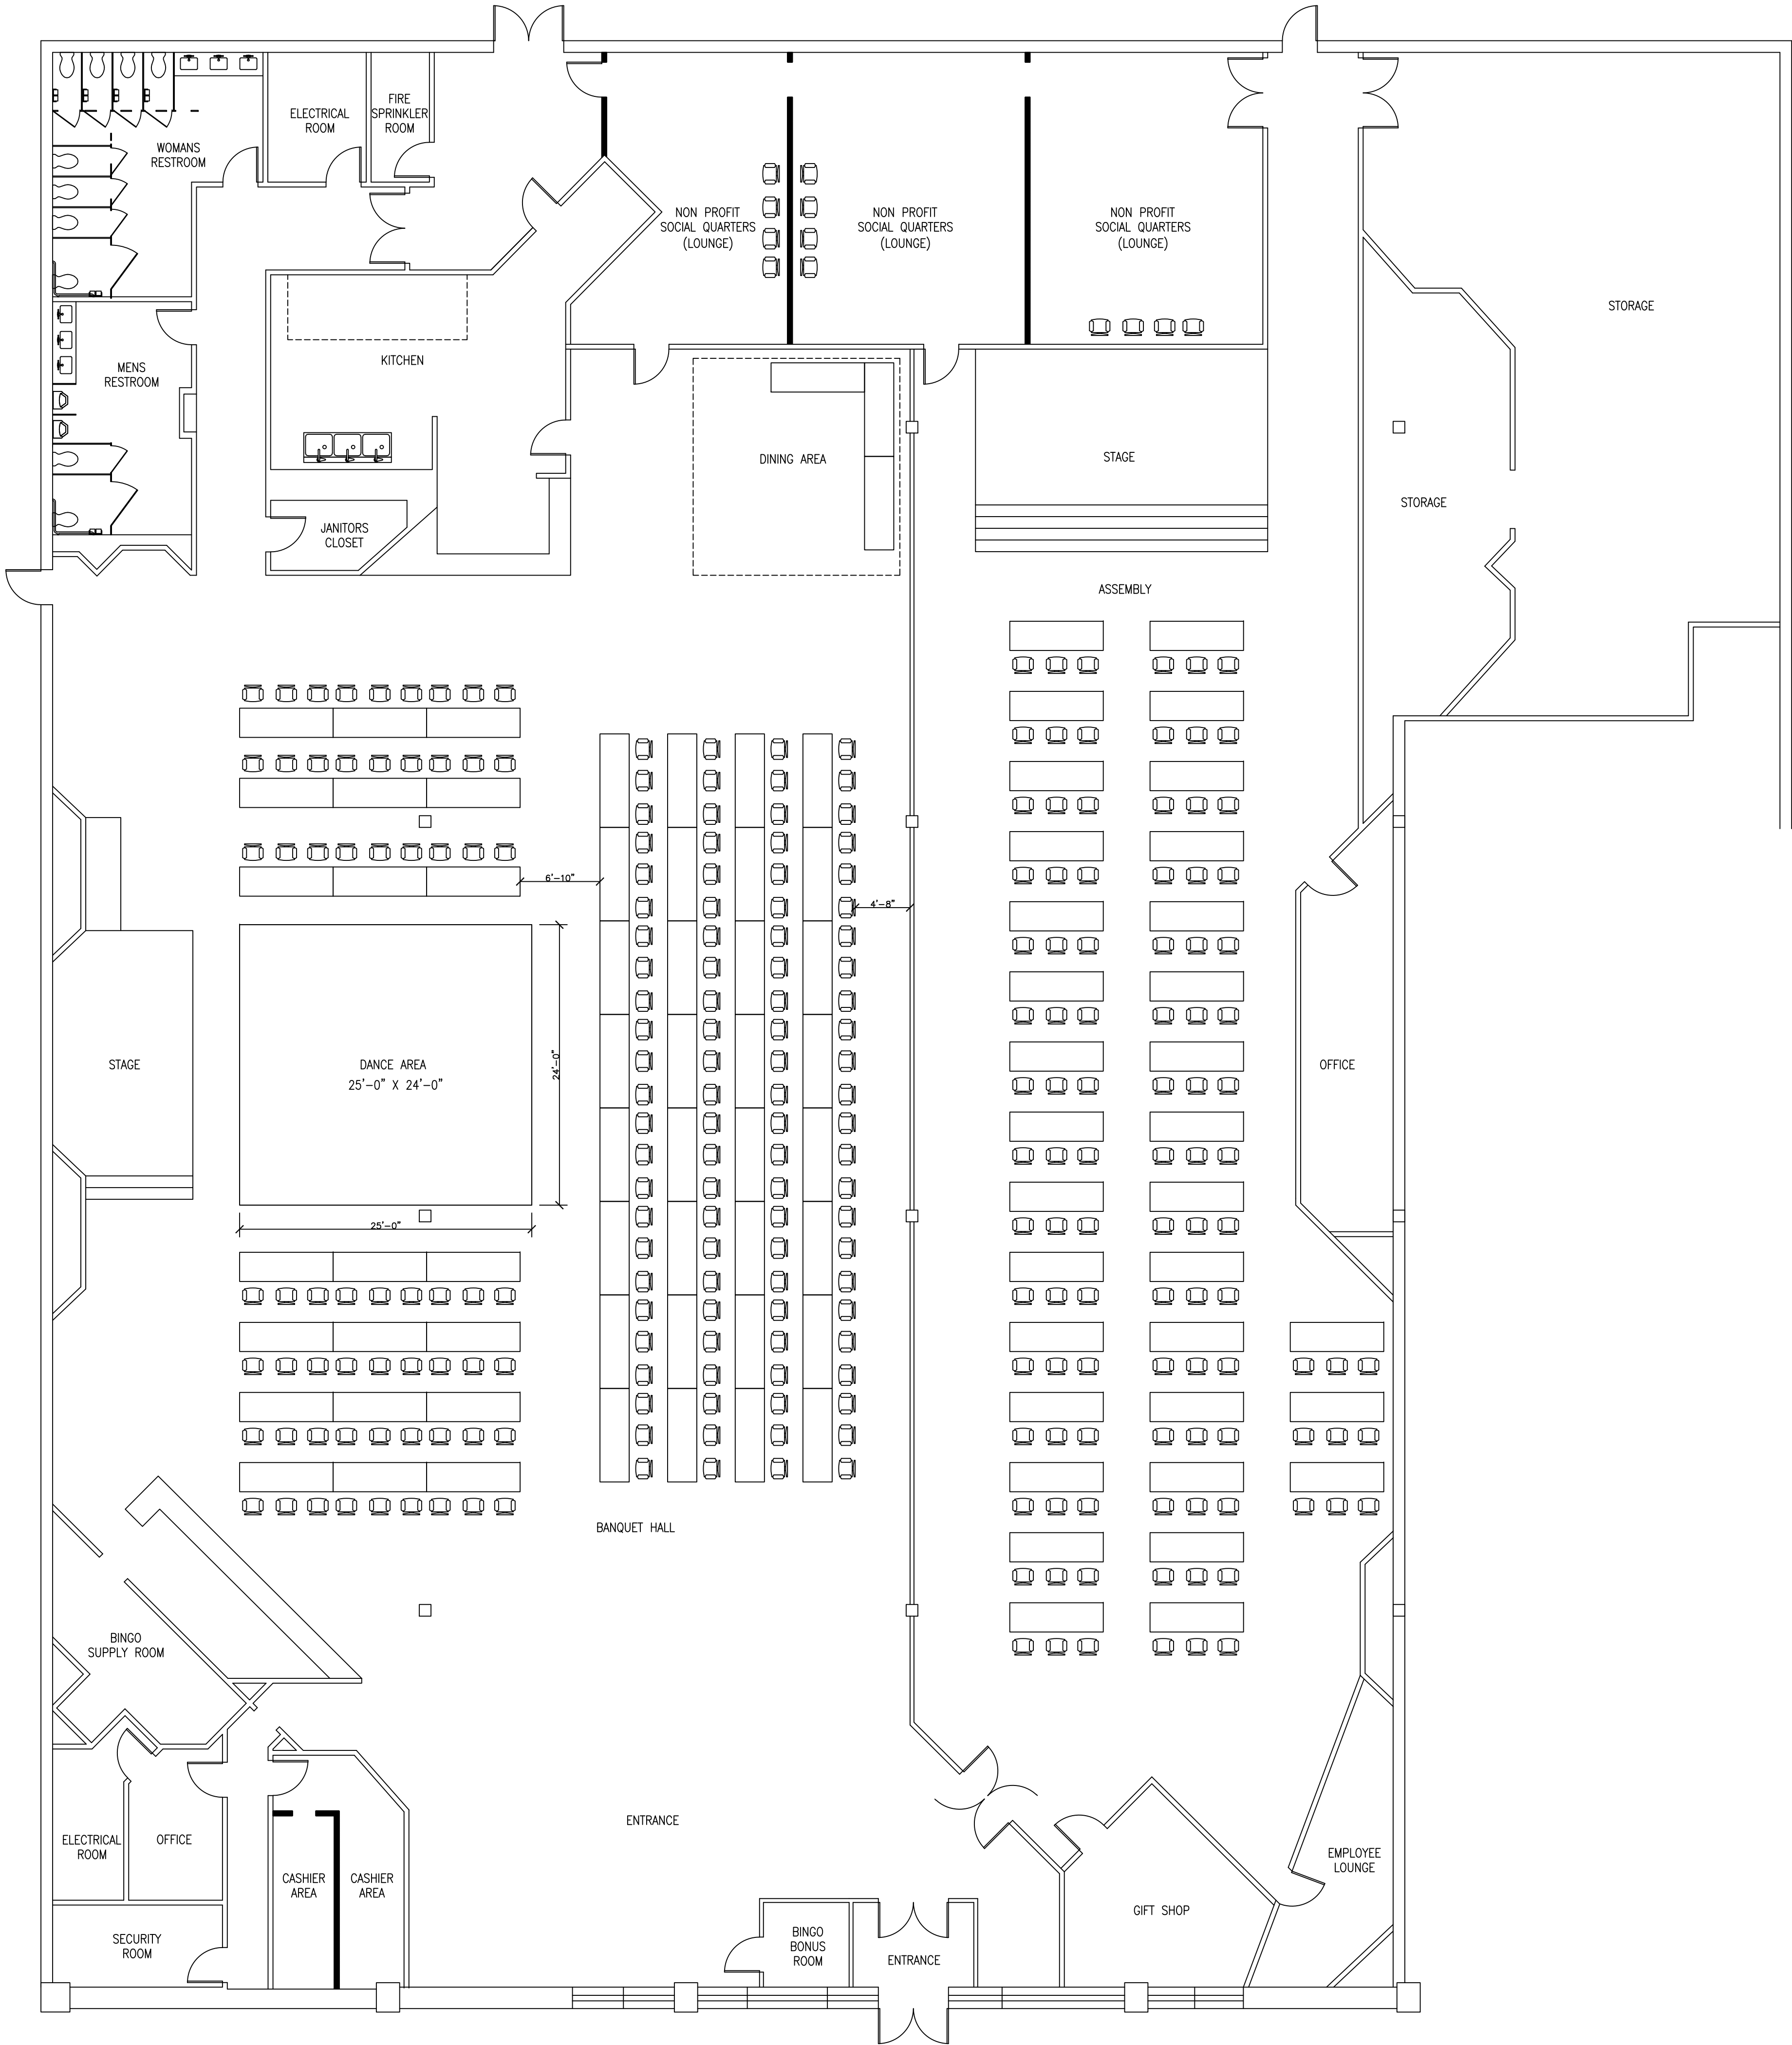 FIRE
SPRINKLER
ROOM
ELECTRICAL
ROOM
WOMANS
RESTROOM
NON PROFIT
SOCIAL QUARTERS
(LOUNGE)
NON PROFIT
SOCIAL QUARTERS
(LOUNGE)
NON PROFIT
SOCIAL QUARTERS
(LOUNGE)
STORAGE
KITCHEN
MENS
RESTROOM
DINING AREA
STAGE
STORAGE
JANITORS
CLOSET
ASSEMBLY
6'-10"
4'-8"
STAGE
DANCE AREA
25'-0" X 24'-0"
24'-0"
OFFICE
25'-0"
BANQUET HALL
BINGO
SUPPLY ROOM
ENTRANCE
ELECTRICAL
ROOM
OFFICE
CASHIER
AREA
CASHIER
AREA
EMPLOYEE
LOUNGE
GIFT SHOP
SECURITY
ROOM
BINGO
BONUS
ROOM
ENTRANCE